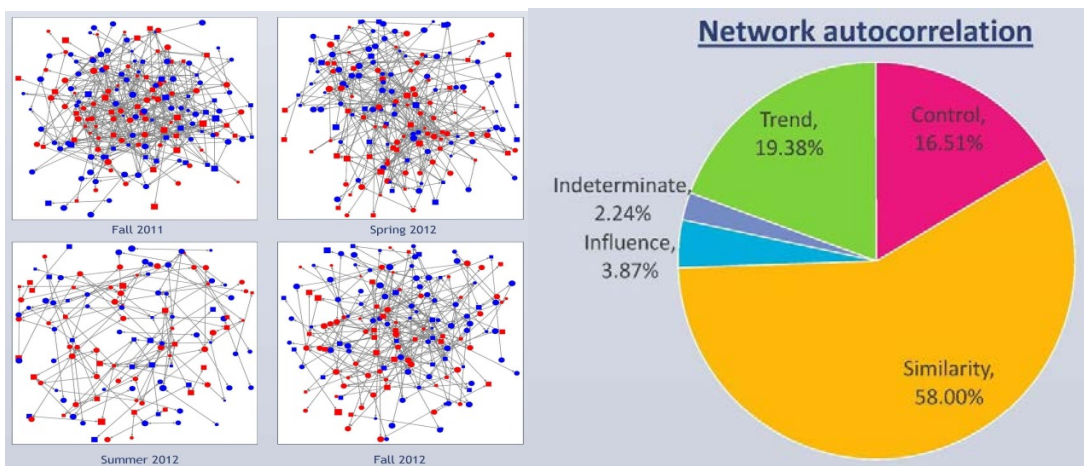 Fall 2011
Spring 2012
Summer 2012
Fall 2012
Network autocorrelation
Trend,
19.38%
Control,
16.51%
Indeterminate,
2.24%
Influence,
3.87%
Similarity,
58.00%